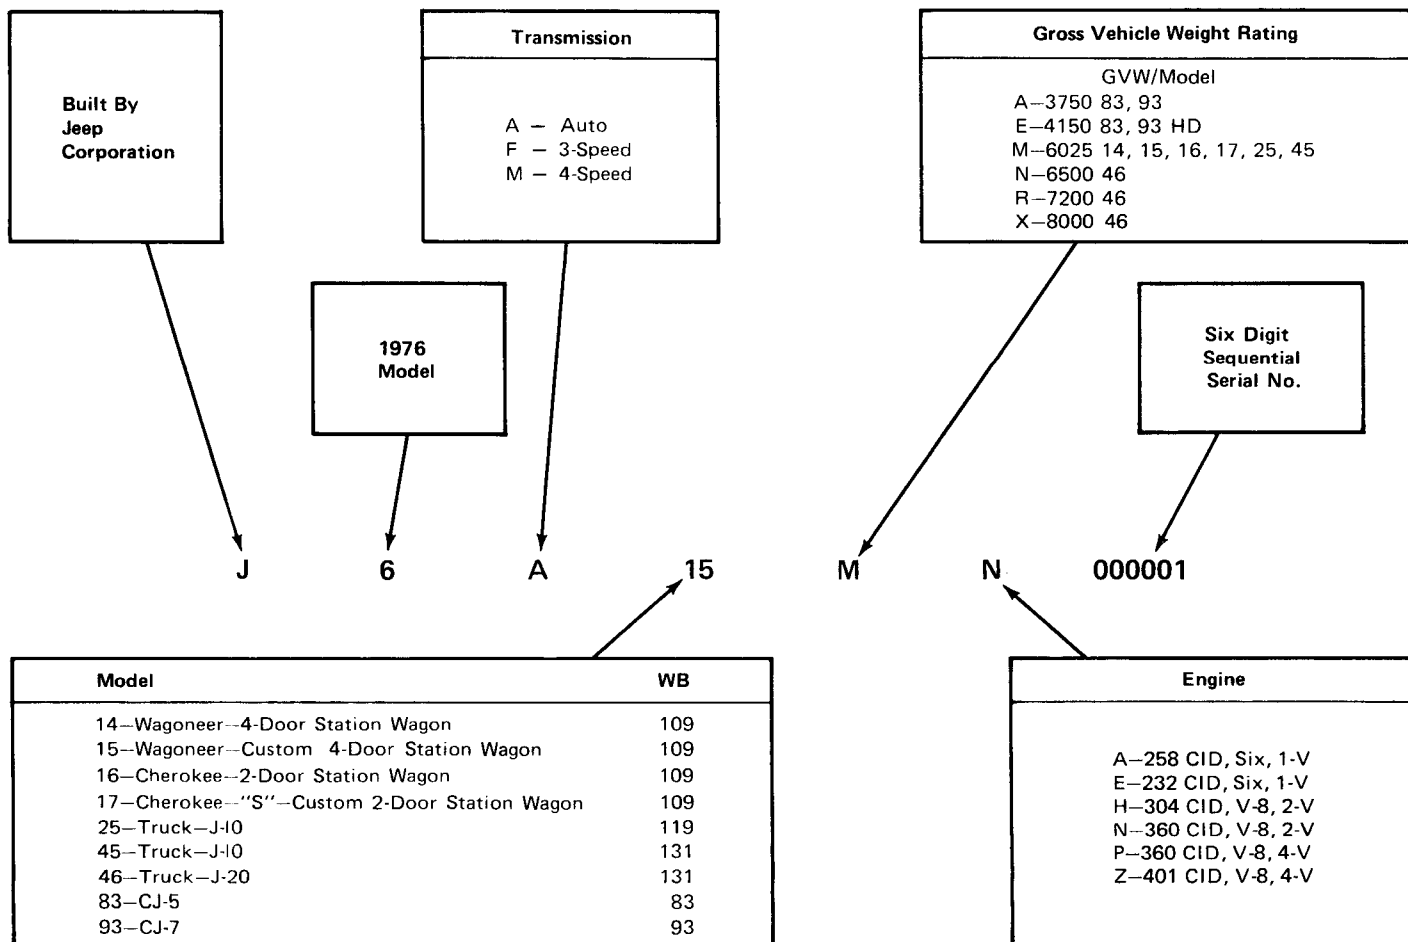 Built By
Jeep
Corporation
Transmission
A – Auto
F – 3-Speed
M – 4-Speed
Gross Vehicle Weight Rating
GVW/Model
A–3750 83, 93
E–4150 83, 93 HD
M–6025 14, 15, 16, 17, 25, 45
N–6500 46
R–7200 46
X–8000 46
1976
Model
Six Digit
Sequential
Serial No.
J 6 A 15 M N 000001
Model WB
14–Wagoneer–4-Door Station Wagon 109
15–Wagoneer–Custom 4-Door Station Wagon 109
16–Cherokee–2-Door Station Wagon 109
17–Cherokee–"S"–Custom 2-Door Station Wagon 109
25–Truck–J-10 119
45–Truck–J-10 131
46–Truck–J-20 131
83–CJ-5 83
93–CJ-7 93
Engine
A–258 CID, Six, 1-V
E–232 CID, Six, 1-V
H–304 CID, V-8, 2-V
N–360 CID, V-8, 2-V
P–360 CID, V-8, 4-V
Z–401 CID, V-8, 4-V